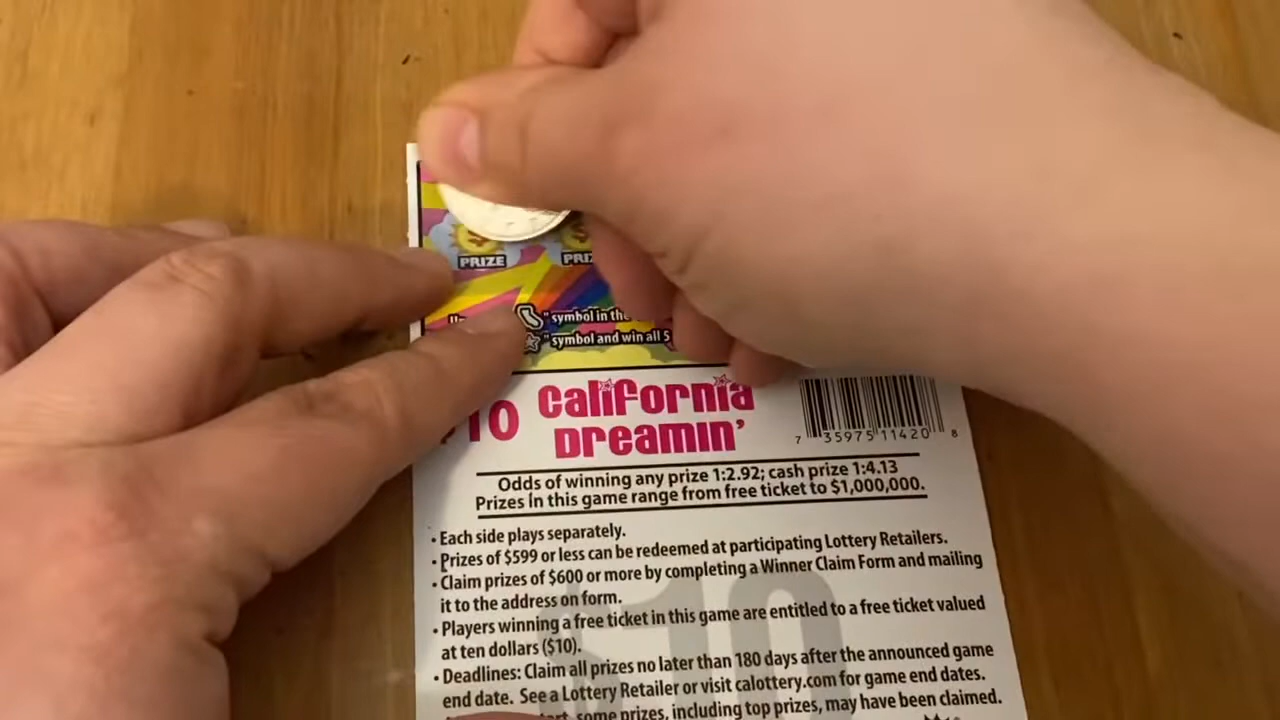 PRIZE
" symbol in the
" symbol and win all 5
10 California
Dreamin'
7 35975 11420 8
Odds of winning any prize 1:2.92; cash prize 1:4.13
Prizes in this game range from free ticket to $1,000,000.
• Each side plays separately.
• Prizes of $599 or less can be redeemed at participating Lottery Retailers.
• Claim prizes of $600 or more by completing a Winner Claim Form and mailing
it to the address on form.
• Players winning a free ticket in this game are entitled to a free ticket valued
at ten dollars ($10).
• Deadlines: Claim all prizes no later than 180 days after the announced game
end date. See a Lottery Retailer or visit calottery.com for game end dates.
some prizes, including top prizes, may have been claimed.